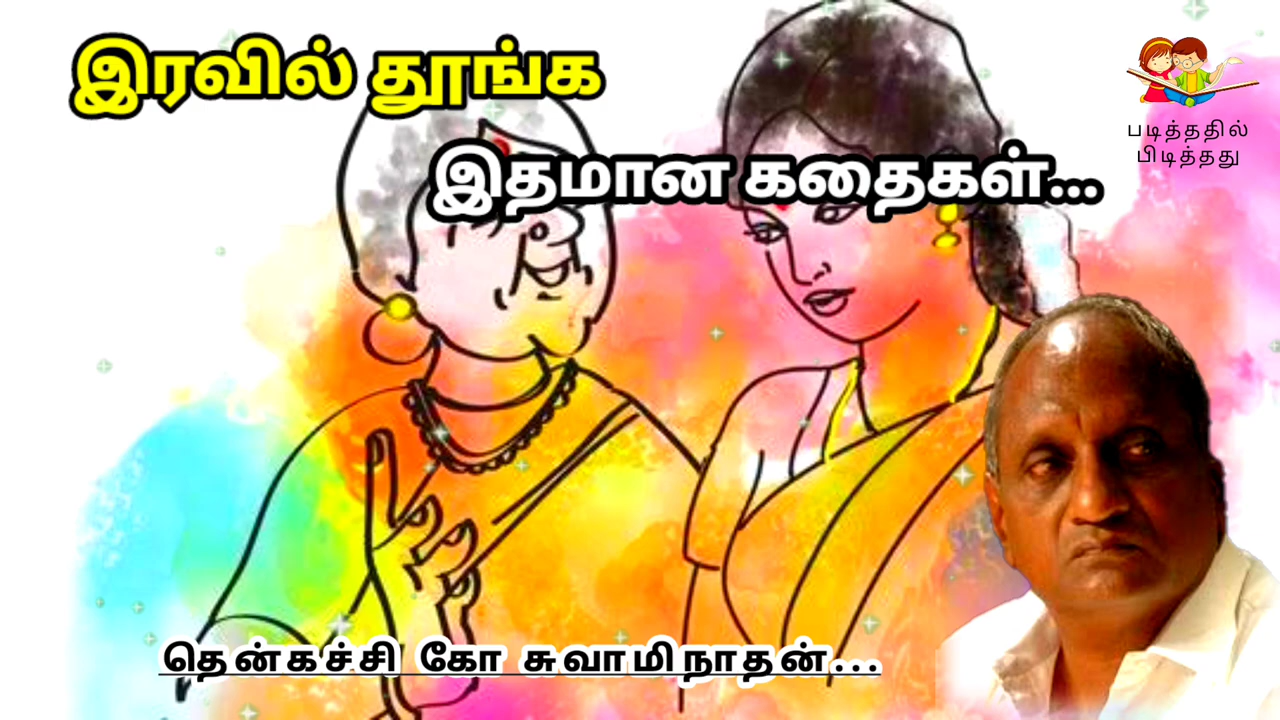 இரவில் தூங்க
இதமான கதைகள்...
படித்ததில்
பிடித்தது
தென்கச்சி கோ சுவாமிநாதன்...